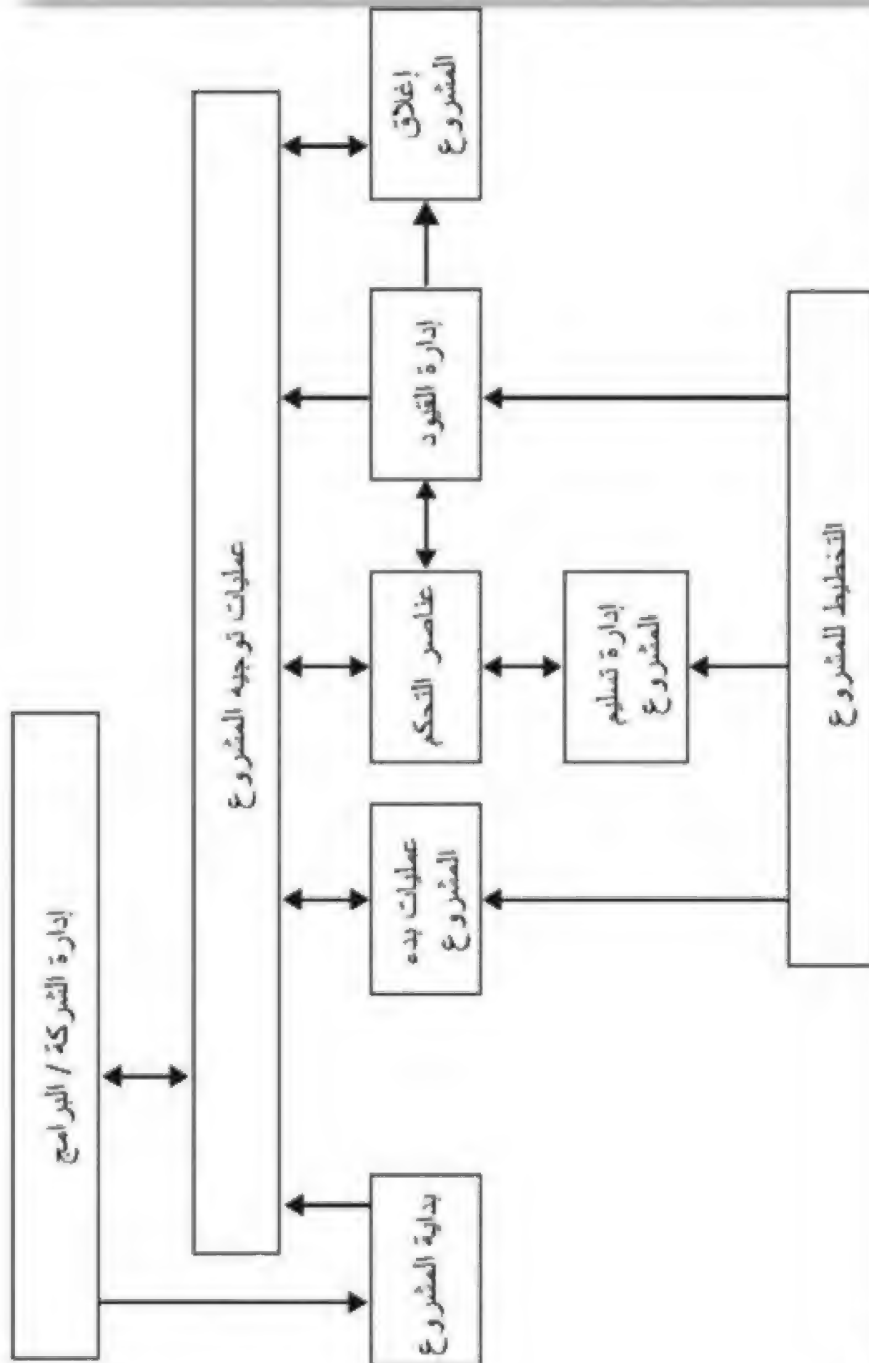 إدارة الشركة / البرامج
عمليات توجيه المشروع
بداية المشروع
عمليات بدء
المشروع
عناصر التحكم
إدارة القيود
إغلاق
المشروع
إدارة تسليم
المشروع
التخطيط للمشروع